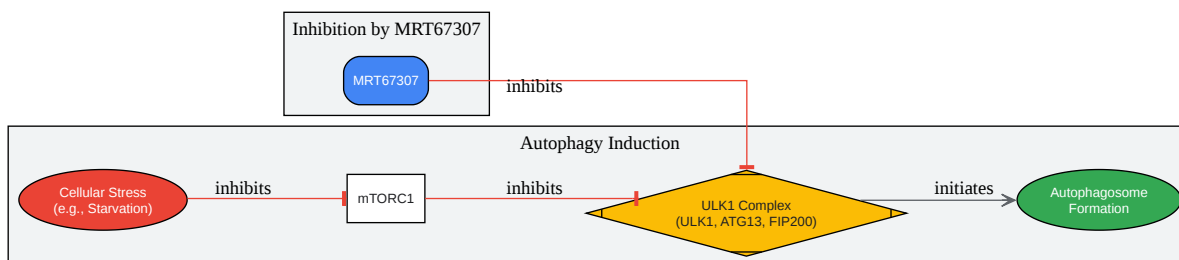 Inhibition by MRT67307
MRT67307
inhibits
Autophagy Induction
Cellular Stress
(e.g., Starvation)
inhibits
mTORC1
inhibits
ULK1 Complex
(ULK1, ATG13, FIP200)
initiates
Autophagosome
Formation